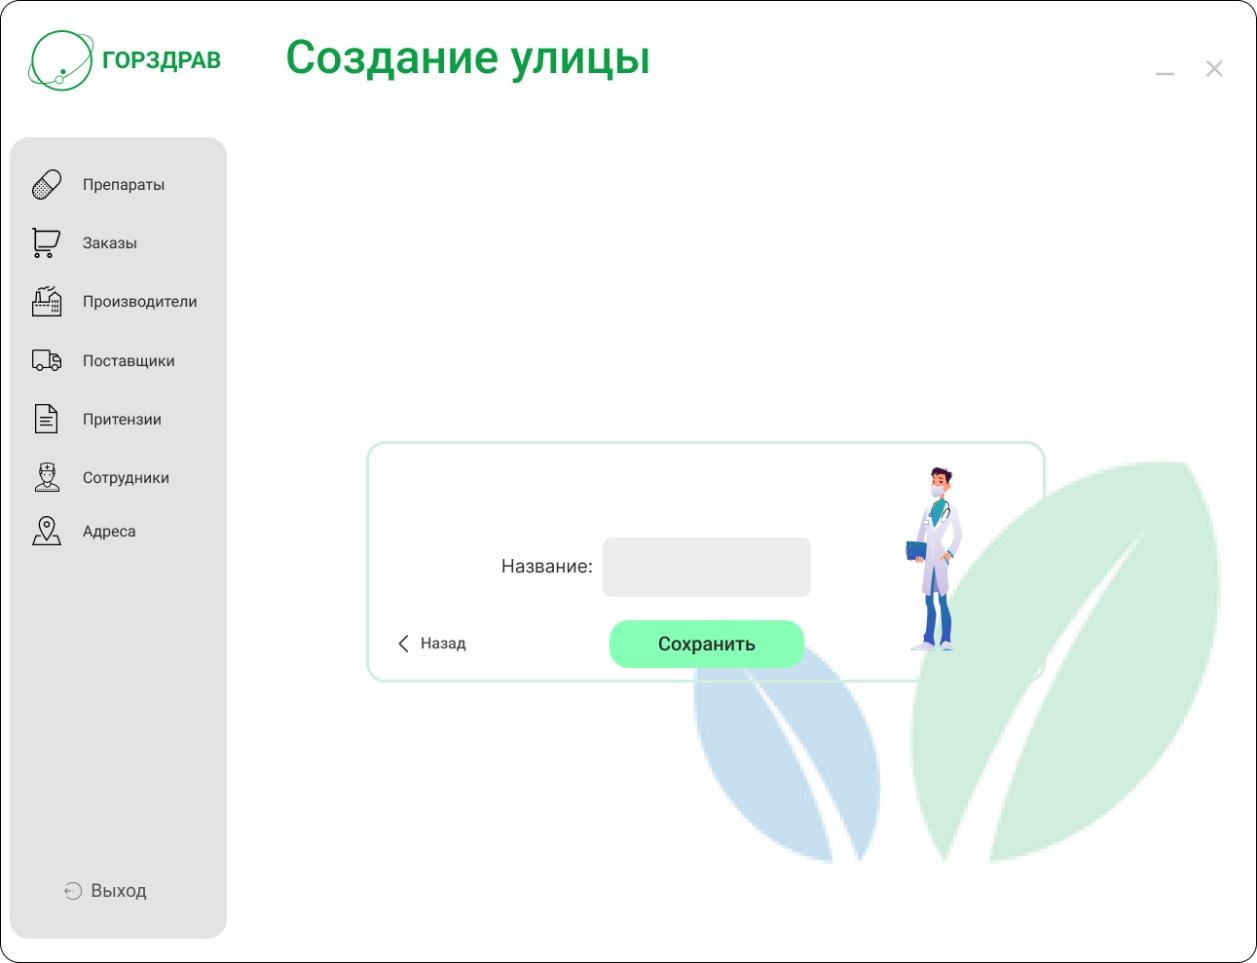 ГОРЗДРАВ
Создание улицы
Препараты
Заказы
Производители
Поставщики
Притензии
Сотрудники
Адреса
Название:
Назад
Сохранить
Выход